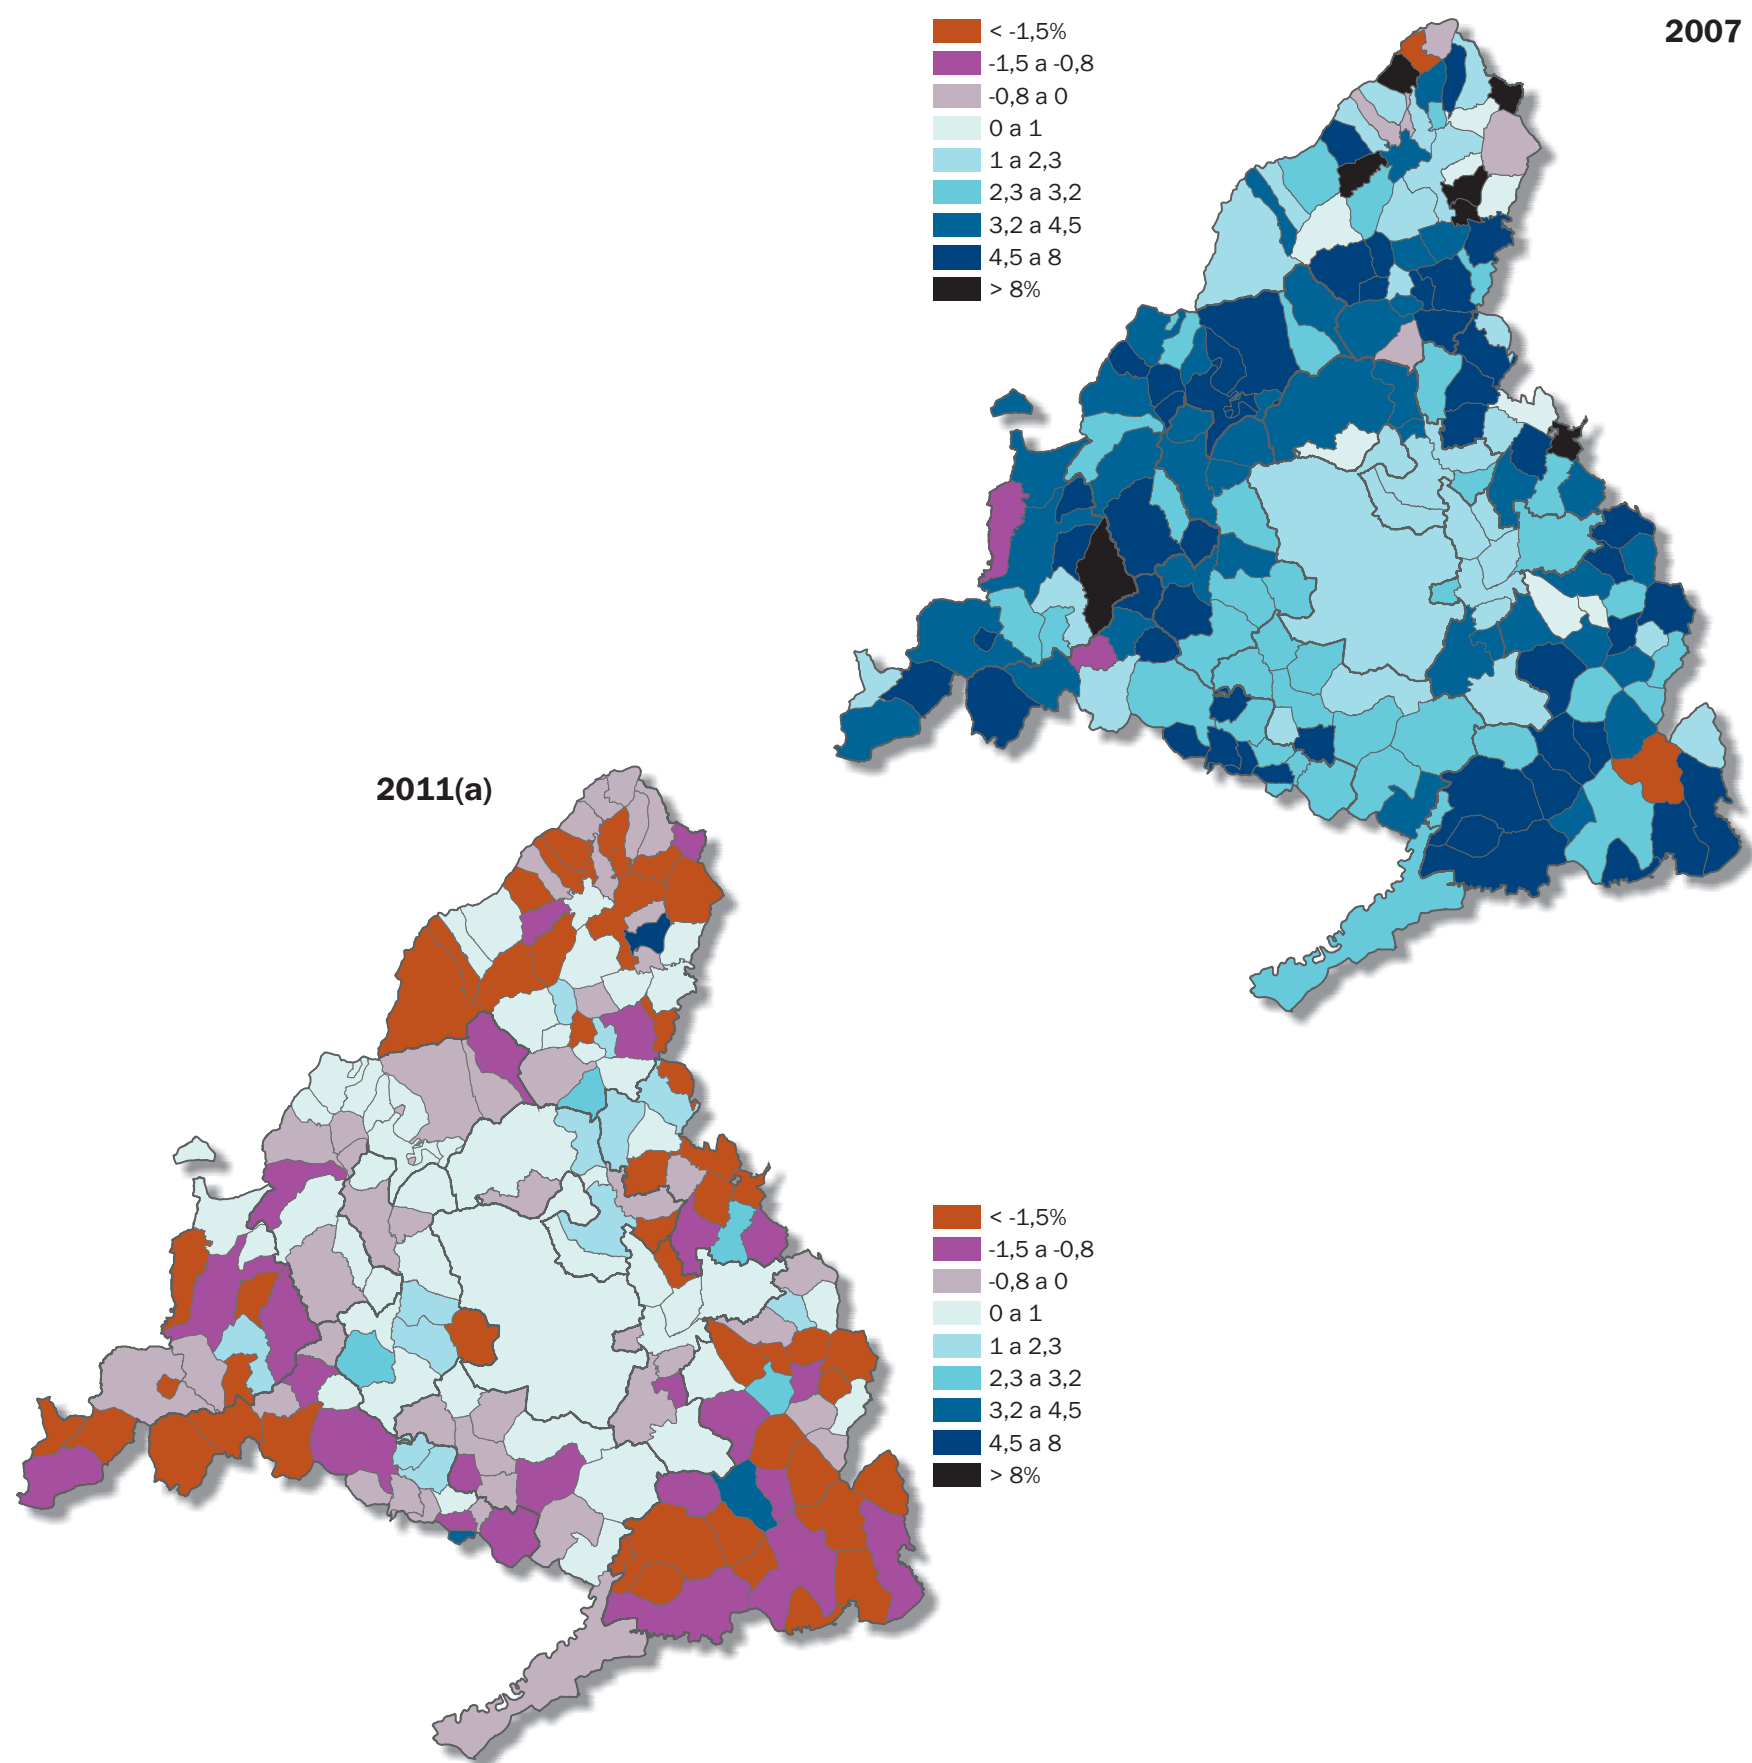 2007
< -1,5%
-1,5 a -0,8
-0,8 a 0
0 a 1
1 a 2,3
2,3 a 3,2
3,2 a 4,5
4,5 a 8
> 8%
2011(a)
< -1,5%
-1,5 a -0,8
-0,8 a 0
0 a 1
1 a 2,3
2,3 a 3,2
3,2 a 4,5
4,5 a 8
> 8%